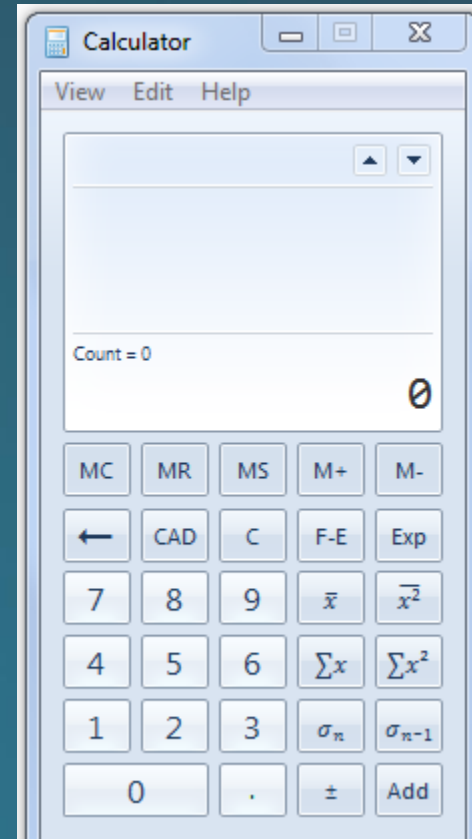 Calculator
View Edit Help
Count = 0
0
MC MR MS M+ M-
← CAD C F-E Exp
7 8 9 x̅ x̅²
4 5 6 ∑x ∑x²
1 2 3 σn σn-1
0 . ± Add